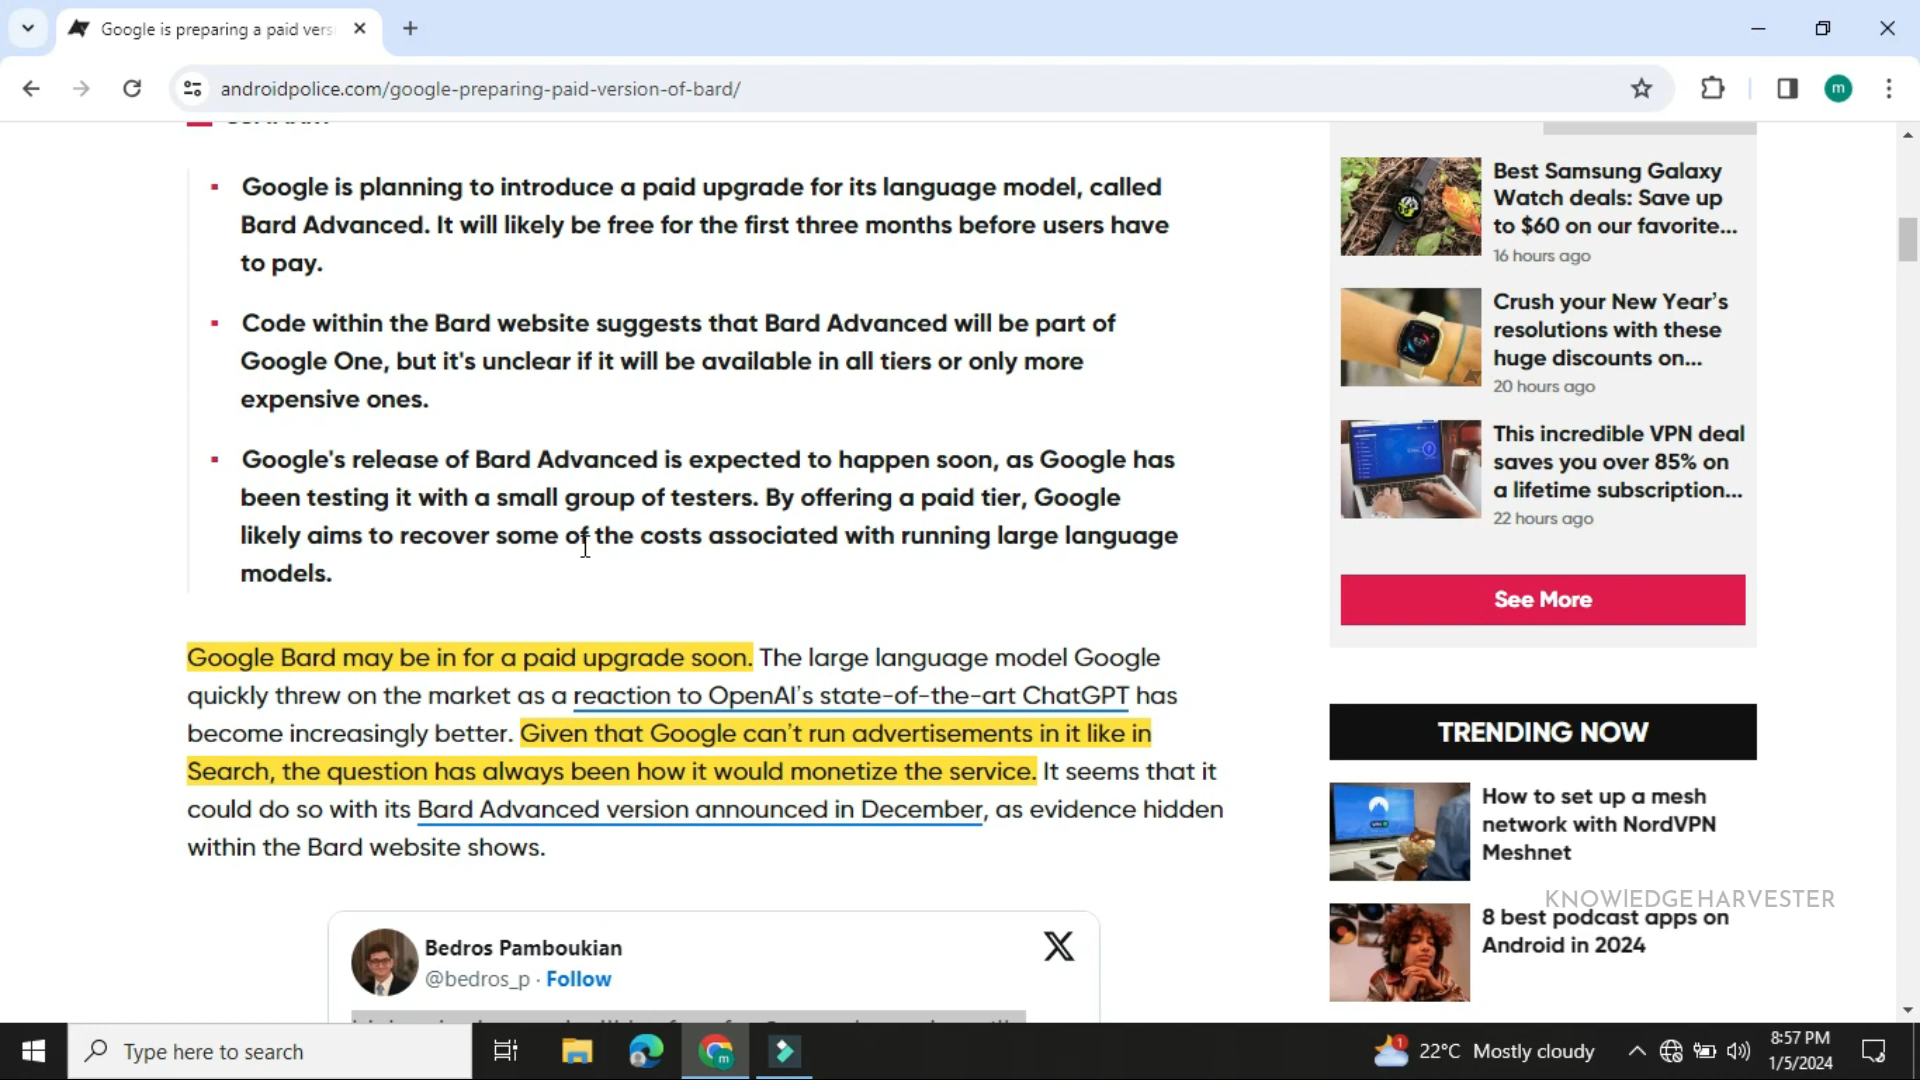 Google is preparing a paid vers
androidpolice.com/google-preparing-paid-version-of-bard/
m
Google is planning to introduce a paid upgrade for its language model, called
Bard Advanced. It will likely be free for the first three months before users have
to pay.
Code within the Bard website suggests that Bard Advanced will be part of
Google One, but it's unclear if it will be available in all tiers or only more
expensive ones.
Google's release of Bard Advanced is expected to happen soon, as Google has
been testing it with a small group of testers. By offering a paid tier, Google
likely aims to recover some of the costs associated with running large language
models.
Google Bard may be in for a paid upgrade soon. The large language model Google
quickly threw on the market as a reaction to OpenAI’s state-of-the-art ChatGPT has
become increasingly better. Given that Google can’t run advertisements in it like in
Search, the question has always been how it would monetize the service. It seems that it
could do so with its Bard Advanced version announced in December, as evidence hidden
within the Bard website shows.
Bedros Pamboukian
@bedros_p · Follow
Best Samsung Galaxy
Watch deals: Save up
to $60 on our favorite...
16 hours ago
Crush your New Year’s
resolutions with these
huge discounts on...
20 hours ago
This incredible VPN deal
saves you over 85% on
a lifetime subscription...
22 hours ago
See More
TRENDING NOW
How to set up a mesh
network with NordVPN
Meshnet
KNOWlEDGE HARVESTER
8 best podcast apps on
Android in 2024
Type here to search
m
1
22°C Mostly cloudy
8:57 PM
1/5/2024